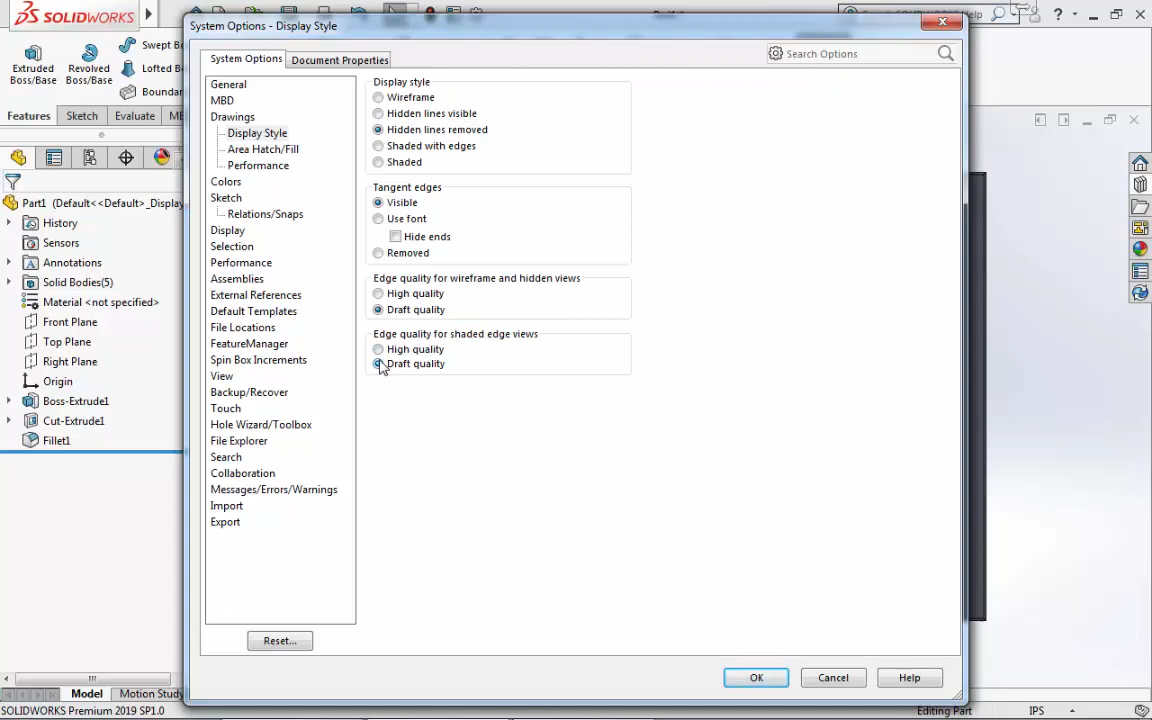 SOLIDWORKS
System Options - Display Style
Help
Extruded
Boss/Base
Revolved
Boss/Base
Swept
Lofted
Boundar
Features
Sketch
Evaluate
Part1 (Default<<Default>_Display
History
Sensors
Annotations
Solid Bodies(5)
Material <not specified>
Front Plane
Top Plane
Right Plane
Origin
Boss-Extrude1
Cut-Extrude1
Fillet1
System Options
Document Properties
Search Options
General
MBD
Drawings
Display Style
Area Hatch/Fill
Performance
Colors
Sketch
Relations/Snaps
Display
Selection
Performance
Assemblies
External References
Default Templates
File Locations
FeatureManager
Spin Box Increments
View
Backup/Recover
Touch
Hole Wizard/Toolbox
File Explorer
Search
Collaboration
Messages/Errors/Warnings
Import
Export
Reset...
Display style
Wireframe
Hidden lines visible
Hidden lines removed
Shaded with edges
Shaded
Tangent edges
Visible
Use font
Hide ends
Removed
Edge quality for wireframe and hidden views
High quality
Draft quality
Edge quality for shaded edge views
High quality
Draft quality
OK
Cancel
Help
Model
Motion Study
SOLIDWORKS Premium 2019 SP1.0
Editing Part
IPS